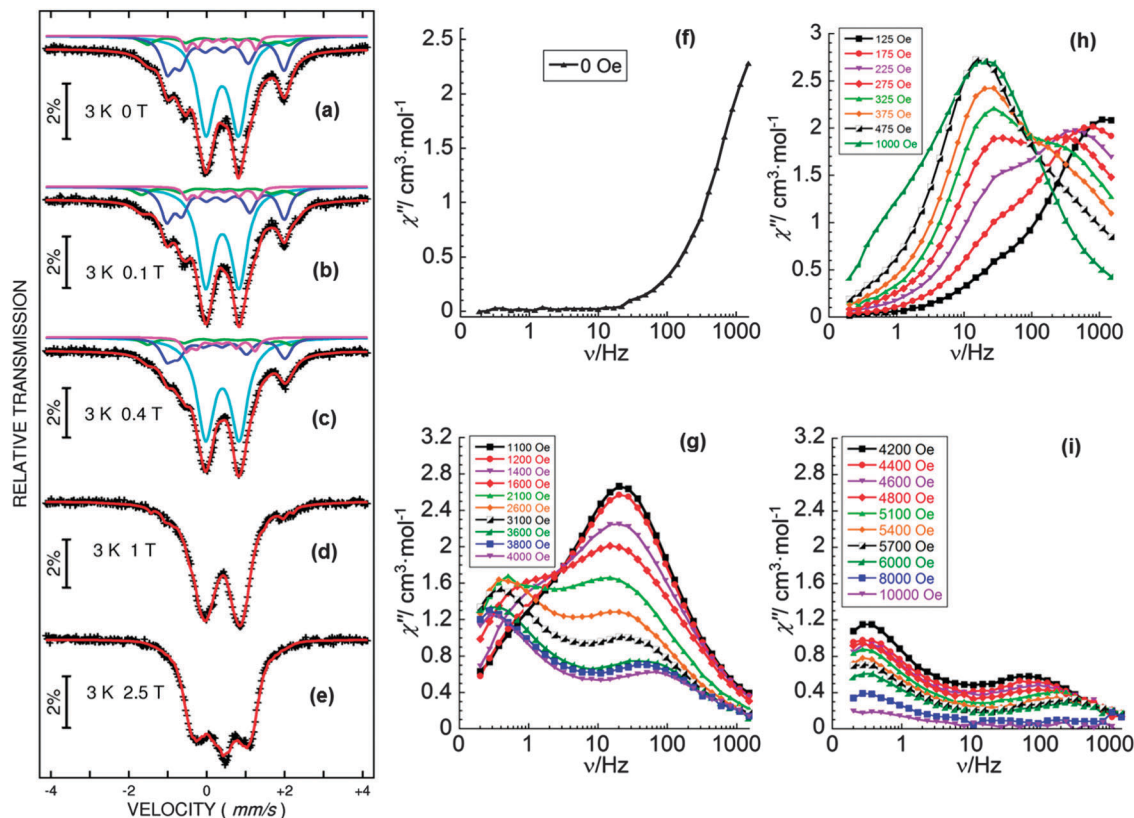 RELATIVE TRANSMISSION
2%
3 K 0 T
(a)
2%
3 K 0.1 T
(b)
2%
3 K 0.4 T
(c)
2%
3 K 1 T
(d)
2%
3 K 2.5 T
(e)
-4
-2
0
+2
+4
VELOCITY ( mm/s )
(f)
0 Oe
χ″/ cm³·mol⁻¹
2.5
2
1.5
1
0.5
0
0 1 10 100 1000
ν/Hz
(h)
125 Oe
175 Oe
225 Oe
275 Oe
325 Oe
375 Oe
475 Oe
1000 Oe
χ″/ cm³·mol⁻¹
3
2.5
2
1.5
1
0.5
0
0 1 10 100 1000
ν/Hz
(g)
1100 Oe
1200 Oe
1400 Oe
1600 Oe
2100 Oe
2600 Oe
3100 Oe
3600 Oe
3800 Oe
4000 Oe
χ″/ cm³·mol⁻¹
3.2
2.8
2.4
2.0
1.6
1.2
0.8
0.4
0
0 1 10 100 1000
ν/Hz
(i)
4200 Oe
4400 Oe
4600 Oe
4800 Oe
5100 Oe
5400 Oe
5700 Oe
6000 Oe
8000 Oe
10000 Oe
χ″/ cm³·mol⁻¹
3.2
2.8
2.4
2.0
1.6
1.2
0.8
0.4
0
0 1 10 100 1000
ν/Hz